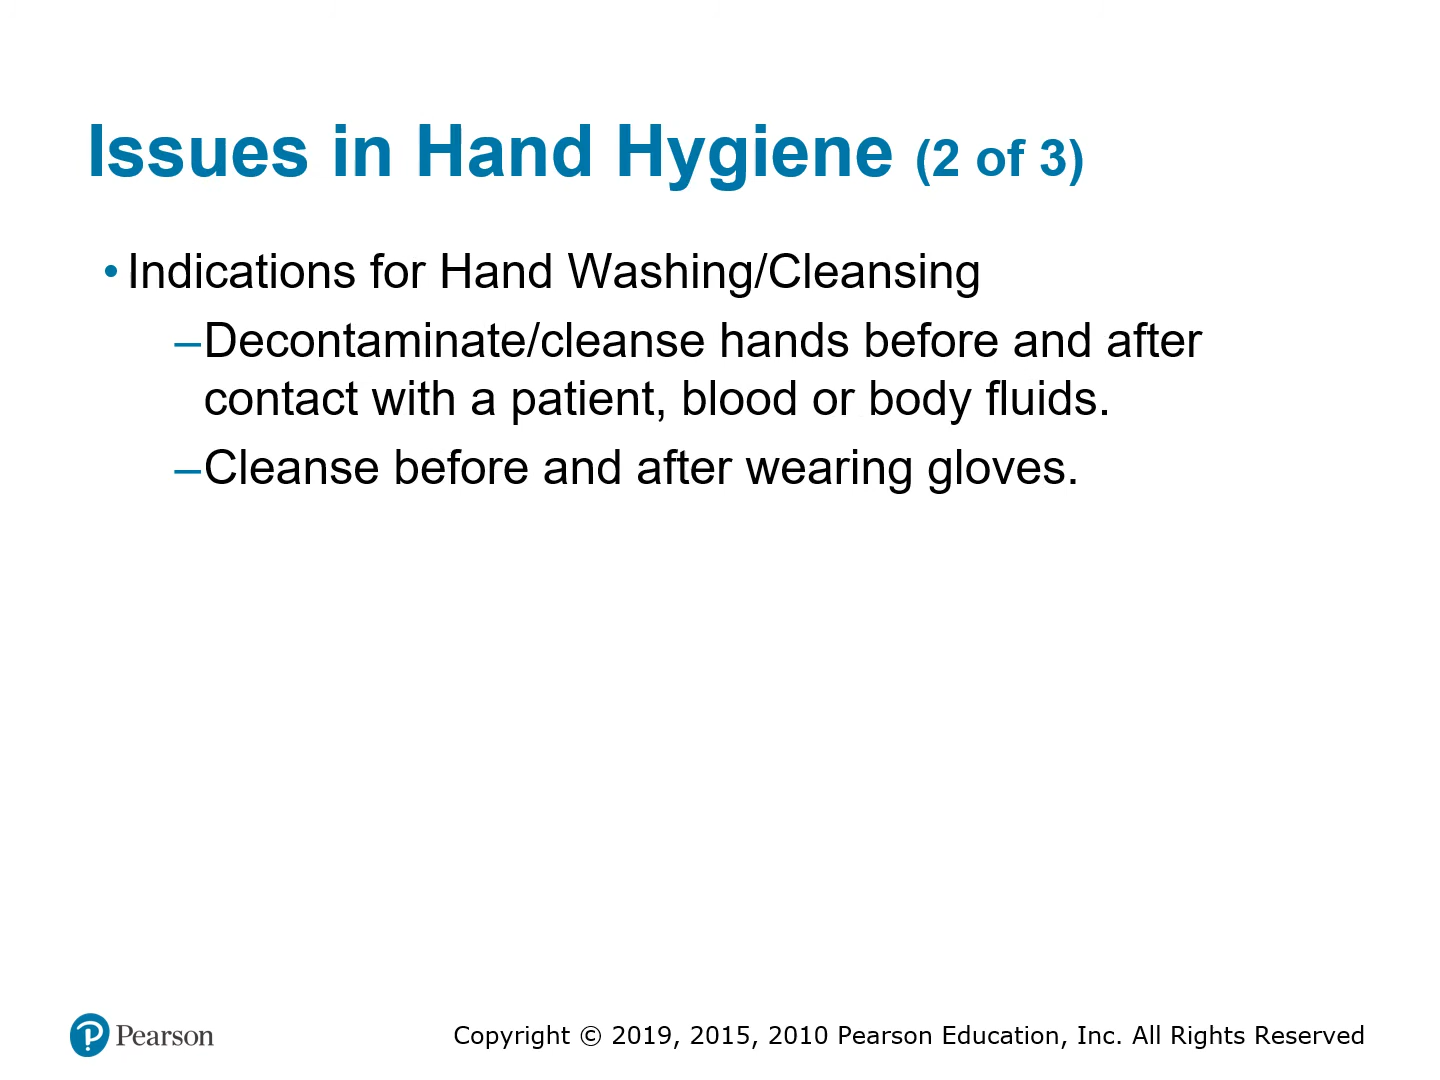 Issues in Hand Hygiene (2 of 3)
• Indications for Hand Washing/Cleansing
–Decontaminate/cleanse hands before and after
contact with a patient, blood or body fluids.
–Cleanse before and after wearing gloves.
Pearson
Copyright © 2019, 2015, 2010 Pearson Education, Inc. All Rights Reserved